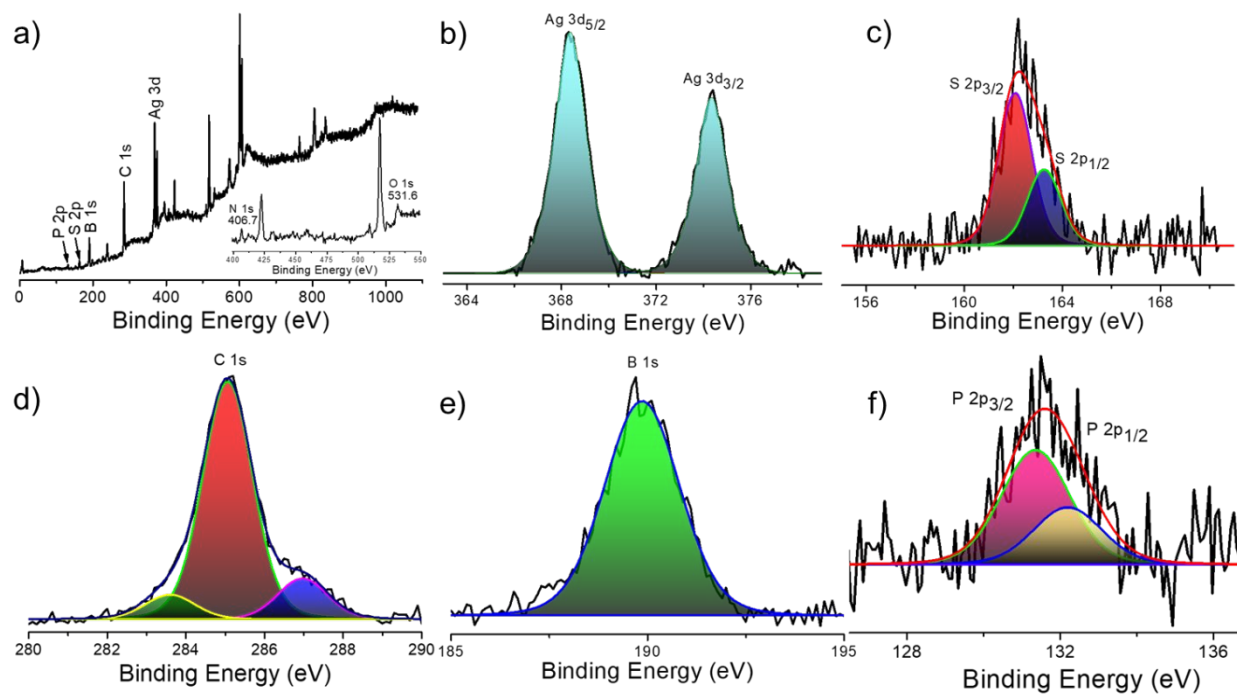 a)
P 2p
S 2p
B 1s
C 1s
Ag 3d
N 1s
406.7
O 1s
531.6
400 425 450 475 500 525 550
Binding Energy (eV)
0 200 400 600 800 1000
Binding Energy (eV)
b)
Ag 3d5/2
Ag 3d3/2
364 368 372 376
Binding Energy (eV)
c)
S 2p3/2
S 2p1/2
156 160 164 168
Binding Energy (eV)
d)
C 1s
280 282 284 286 288 290
Binding Energy (eV)
e)
B 1s
185 190 195
Binding Energy (eV)
f)
P 2p3/2
P 2p1/2
128 132 136
Binding Energy (eV)